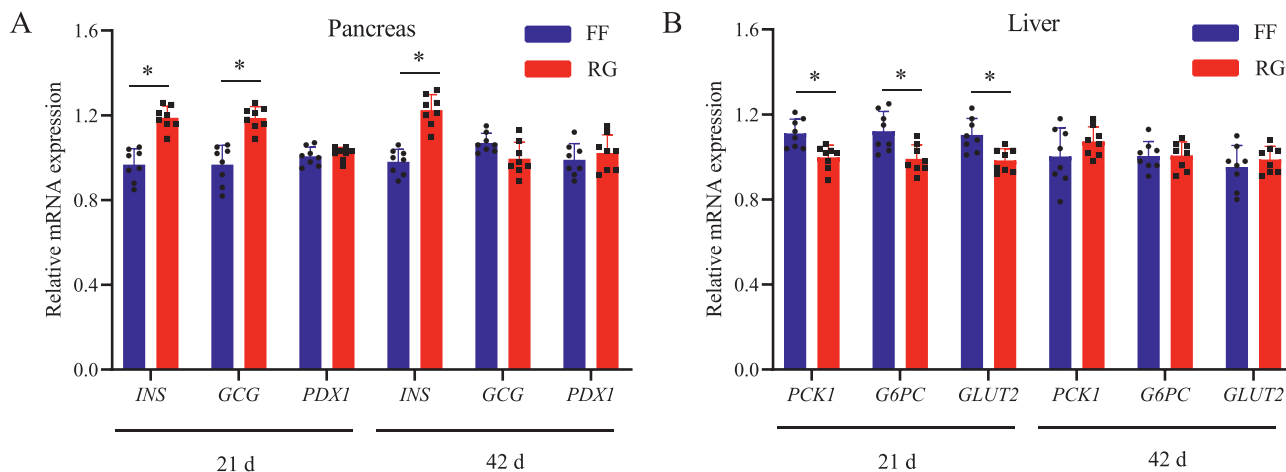 A
Pancreas
FF
RG
Relative mRNA expression
1.6
1.2
0.8
0.4
0.0
*
*
*
INS GCG PDX1 INS GCG PDX1
21 d 42 d
B
Liver
FF
RG
Relative mRNA expression
1.6
1.2
0.8
0.4
0.0
*
*
*
PCK1 G6PC GLUT2 PCK1 G6PC GLUT2
21 d 42 d